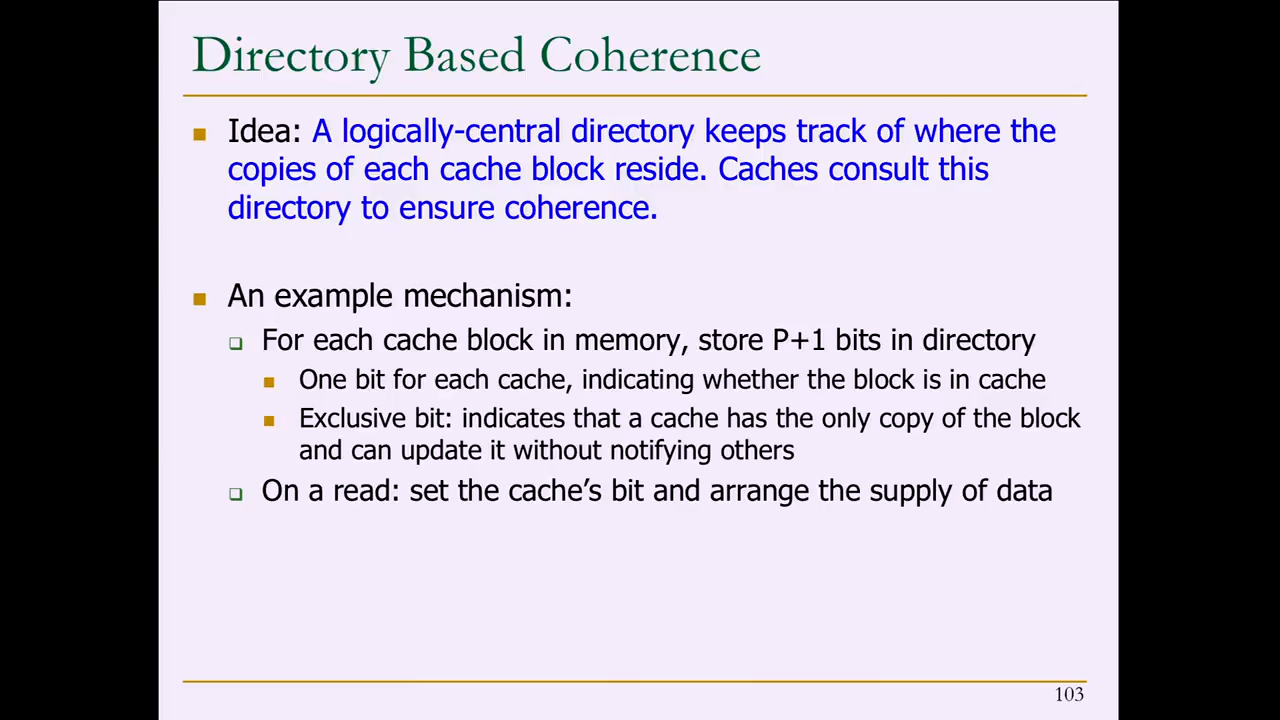 Directory Based Coherence
Idea: A logically-central directory keeps track of where the
copies of each cache block reside. Caches consult this
directory to ensure coherence.
An example mechanism:
For each cache block in memory, store P+1 bits in directory
One bit for each cache, indicating whether the block is in cache
Exclusive bit: indicates that a cache has the only copy of the block
and can update it without notifying others
On a read: set the cache’s bit and arrange the supply of data
103